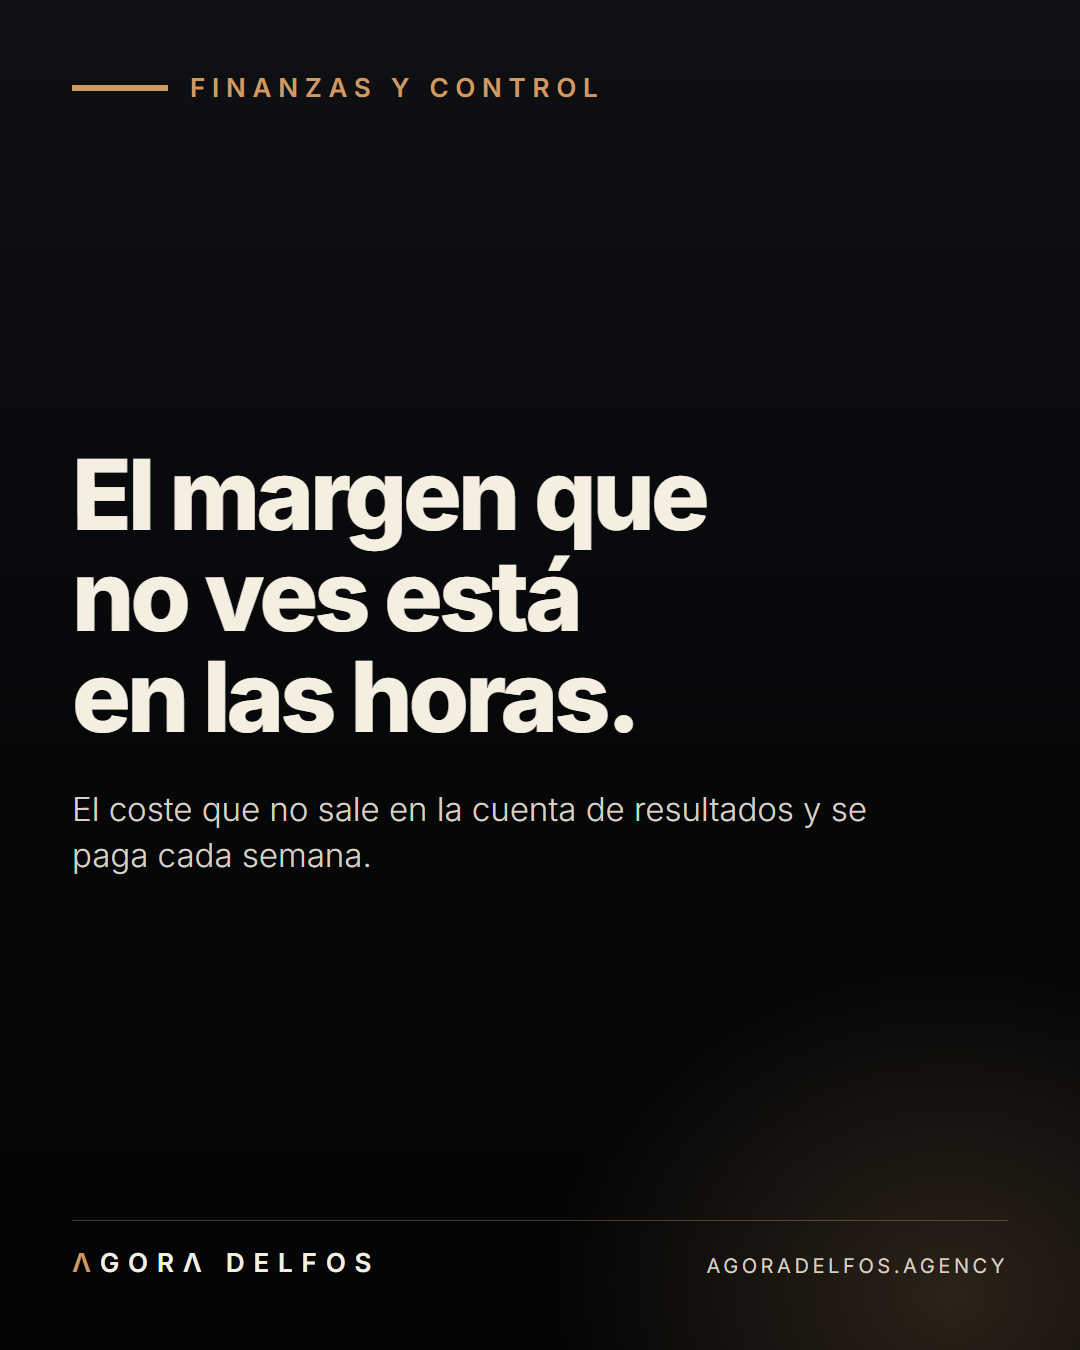 FINANZAS Y CONTROL
El margen que
no ves está
en las horas.
El coste que no sale en la cuenta de resultados y se
paga cada semana.
ΛGORΛ DELFOS
AGORADELFOS.AGENCY